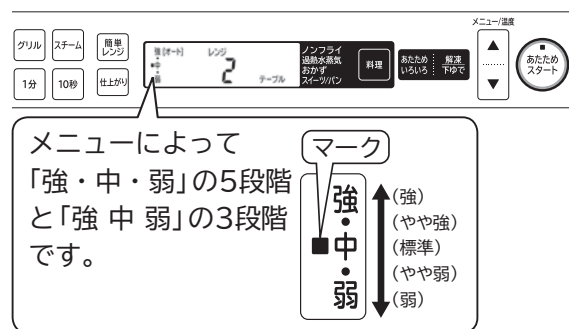 メニュー/温度
グリル
スチーム
簡単
レンジ
1分
10秒
仕上がり
強[オート]
・中
・弱
レンジ
2
テーブル
ノンフライ
過熱水蒸気
おかず
スイーツ/パン
料理
あたため
いろいろ
解凍
下ゆで
あたため
スタート
メニューによって
「強・中・弱」の5段階
と「強 中 弱」の3段階
です。
マーク
強
・
■中
・
弱
(強)
(やや強)
(標準)
(やや弱)
(弱)